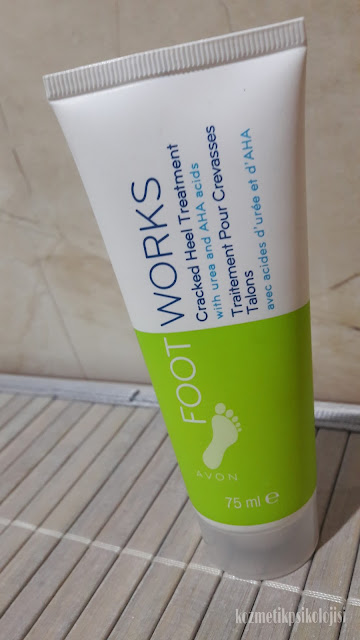 FOOT WORKS
Cracked Heel Treatment
with urea and AHA acids
Traitement Pour Crevasses
Talons
avec acides d'urée et d'AHA
AVON
75 ml e
kozmetikpsikolojisi